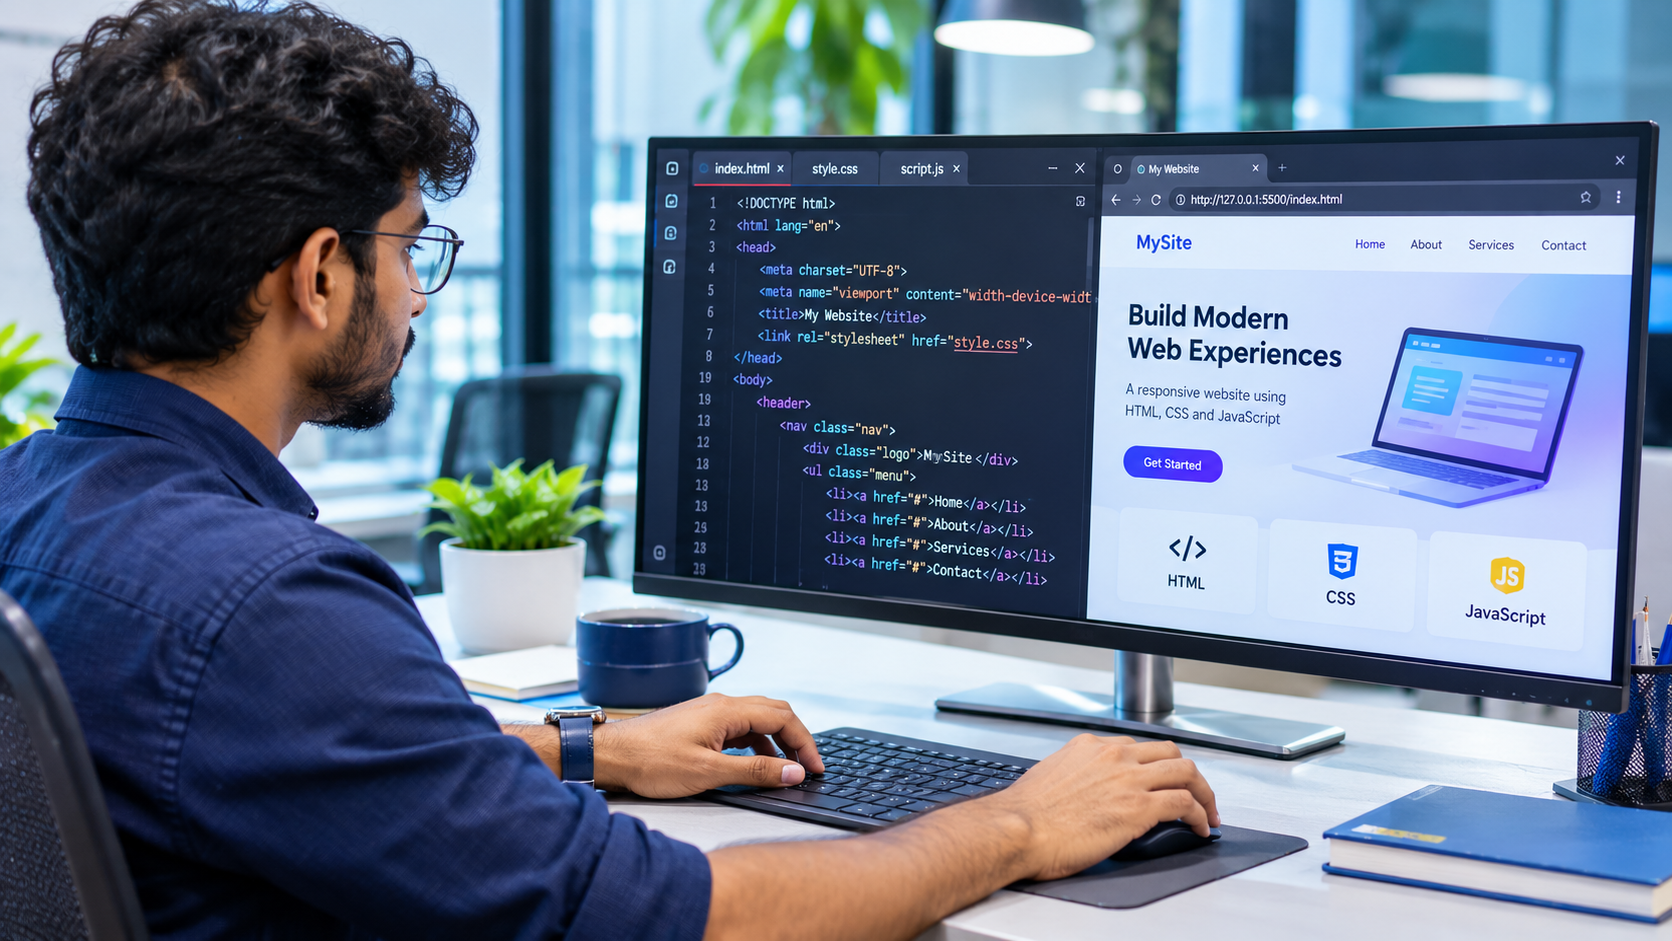 index.html ×
style.css
script.js ×
1 <!DOCTYPE html>
2 <html lang="en">
3 <head>
4 <meta charset="UTF-8">
5 <meta name="viewport" content="width-device-widt
6 <title>My Website</title>
7 <link rel="stylesheet" href="style.css">
8 </head>
19 <body>
19 <header>
13 <nav class="nav">
12 <div class="logo">MySite </div>
18 <ul class="menu">
13 <li><a href="#">Home</a></li>
29 <li><a href="#">About</a></li>
28 <li><a href="#">Services</a></li>
<li><a href="#">Contact</a></li>
My Website ×
http://127.0.0.1:5500/index.html
MySite
Home
About
Services
Contact
Build Modern
Web Experiences
A responsive website using
HTML, CSS and JavaScript
Get Started
</>
HTML
3
CSS
JS
JavaScript